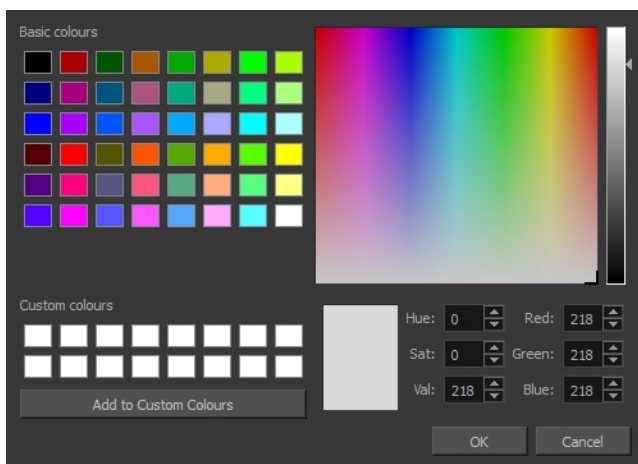 Basic colours
Custom colours
Add to Custom Colours
Hue: 0 Red: 218
Sat: 0 Green: 218
Val: 218 Blue: 218
OK Cancel